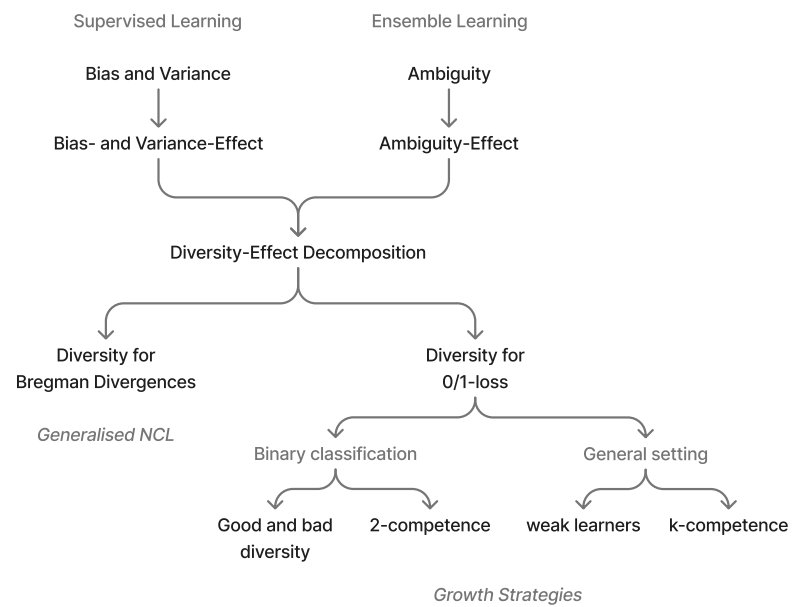 Supervised Learning
Ensemble Learning
Bias and Variance
Ambiguity
Bias- and Variance-Effect
Ambiguity-Effect
Diversity-Effect Decomposition
Diversity for
Bregman Divergences
Diversity for
0/1-loss
Generalised NCL
Binary classification
General setting
Good and bad
diversity
2-competence
weak learners
k-competence
Growth Strategies